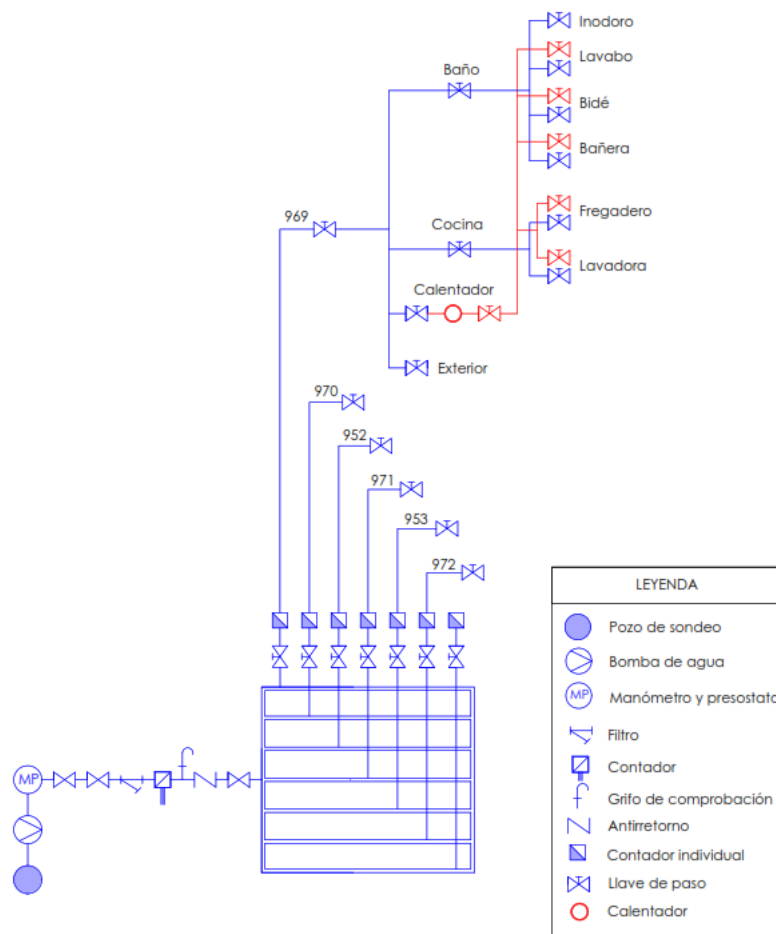 Inodoro
Lavabo
Baño
Bidé
Bañera
969
Cocina
Fregadero
Lavadora
Calentador
Exterior
970
952
971
953
972
LEYENDA
Pozo de sondeo
Bomba de agua
MP Manómetro y presostato
Filtro
Contador
Grifo de comprobación
Antirretorno
Contador individual
Llave de paso
Calentador
MP